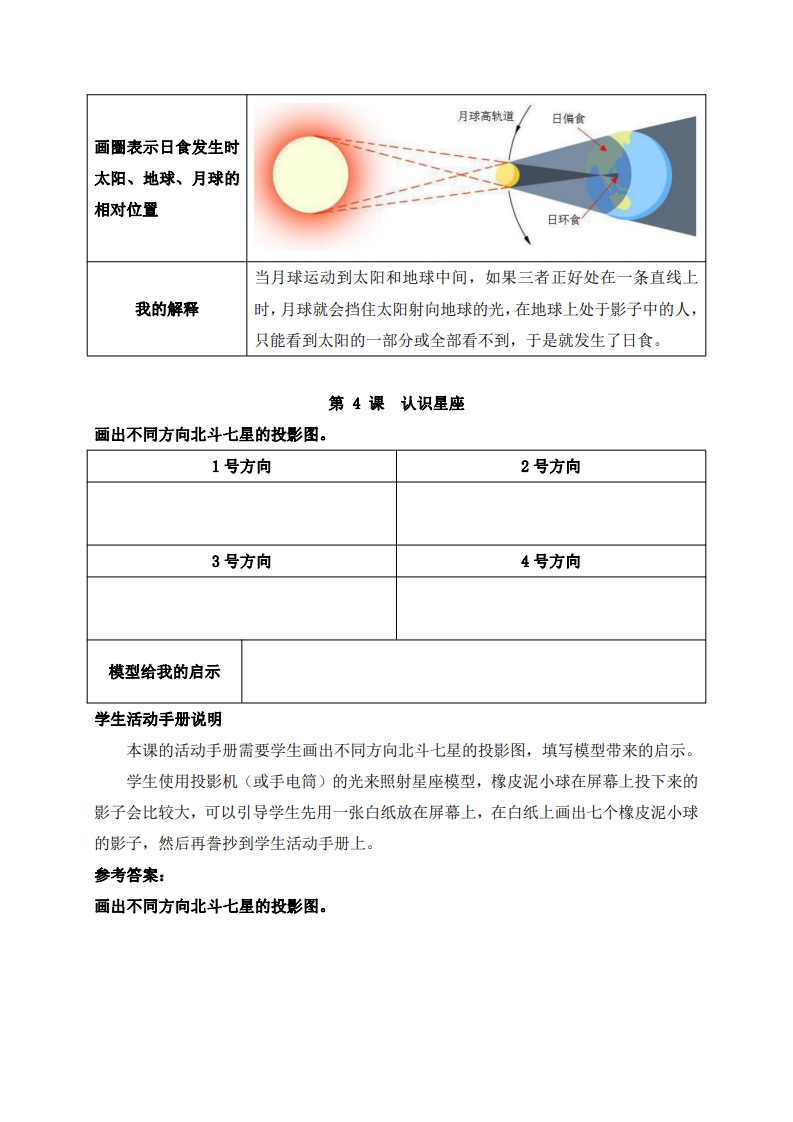 画圈表示日食发生时
太阳、地球、月球的
相对位置
月球高轨道
日偏食
日环食
我的解释
当月球运动到太阳和地球中间，如果三者正好处在一条直线上
时，月球就会挡住太阳射向地球的光，在地球上处于影子中的人，
只能看到太阳的一部分或全部看不到，于是就发生了日食。
第 4 课 认识星座
画出不同方向北斗七星的投影图。
1 号方向
2 号方向
3 号方向
4 号方向
模型给我的启示
学生活动手册说明
本课的活动手册需要学生画出不同方向北斗七星的投影图，填写模型带来的启示。
学生使用投影机（或手电筒）的光来照射星座模型，橡皮泥小球在屏幕上投下来的
影子会比较大，可以引导学生先用一张白纸放在屏幕上，在白纸上画出七个橡皮泥小球
的影子，然后再誊抄到学生活动手册上。
参考答案：
画出不同方向北斗七星的投影图。